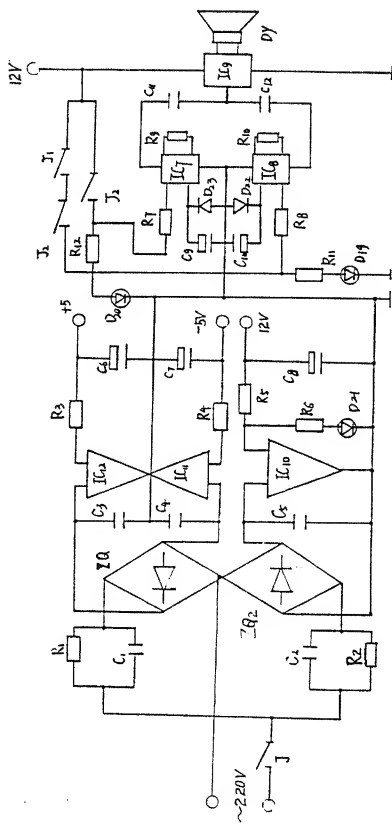 12V
J1
J2
J2
R12
D20
+5
C6
C7
-5V
12V
R3
R4
R5
C8
R6
D21
IC12
IC11
IC10
C3
C4
C5
ZQ
ZQ2
R1
C1
C2
R2
J
~220V
C11
C12
IC9
DY
R9
R10
IC7
IC8
D23
D22
R7
C9
C10
R8
R11
D19